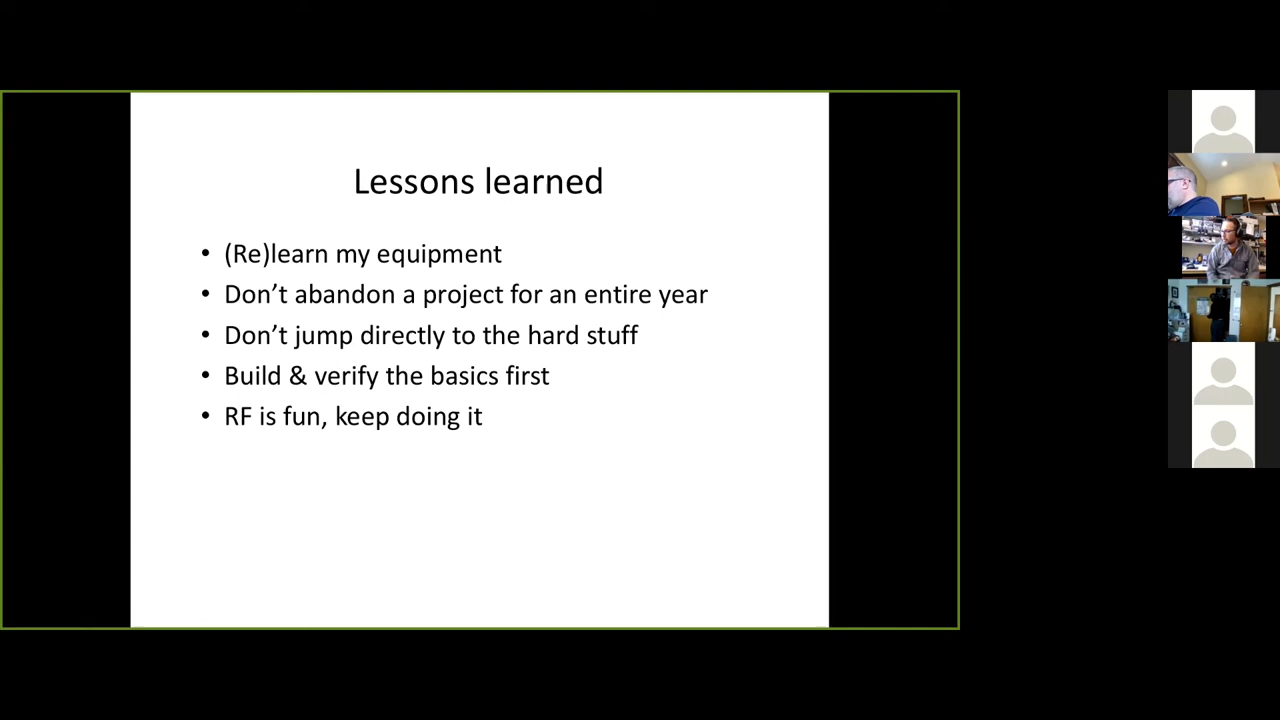 Lessons learned
• (Re)learn my equipment
• Don’t abandon a project for an entire year
• Don’t jump directly to the hard stuff
• Build & verify the basics first
• RF is fun, keep doing it